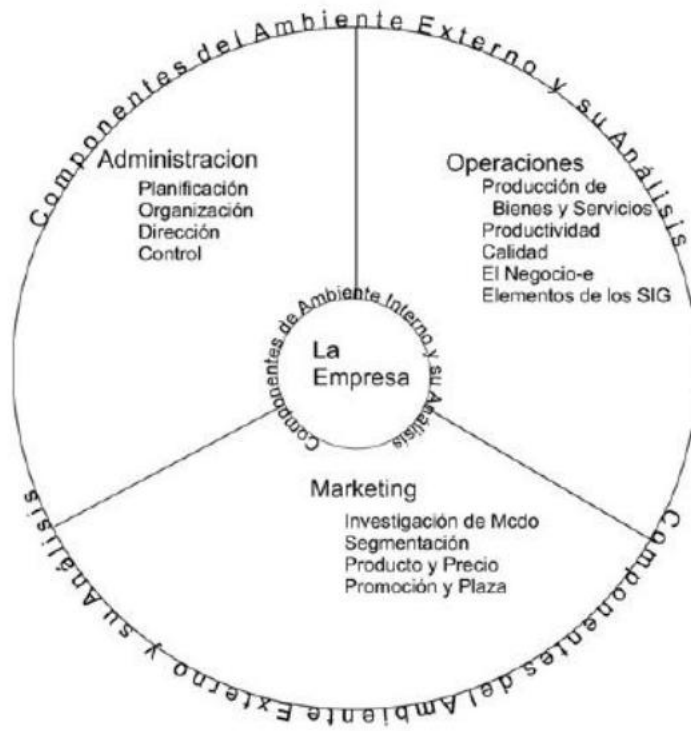 Componentes del Ambiente Externo y su Análisis
Administracion
Planificación
Organización
Dirección
Control
Operaciones
Producción de
Bienes y Servicios
Productividad
Calidad
El Negocio-e
Elementos de los SIG
Componentes de Ambiente Interno y su Análisis
La
Empresa
Marketing
Investigación de Mcdo
Segmentación
Producto y Precio
Promoción y Plaza
Componentes del Ambiente Externo y su Análisis